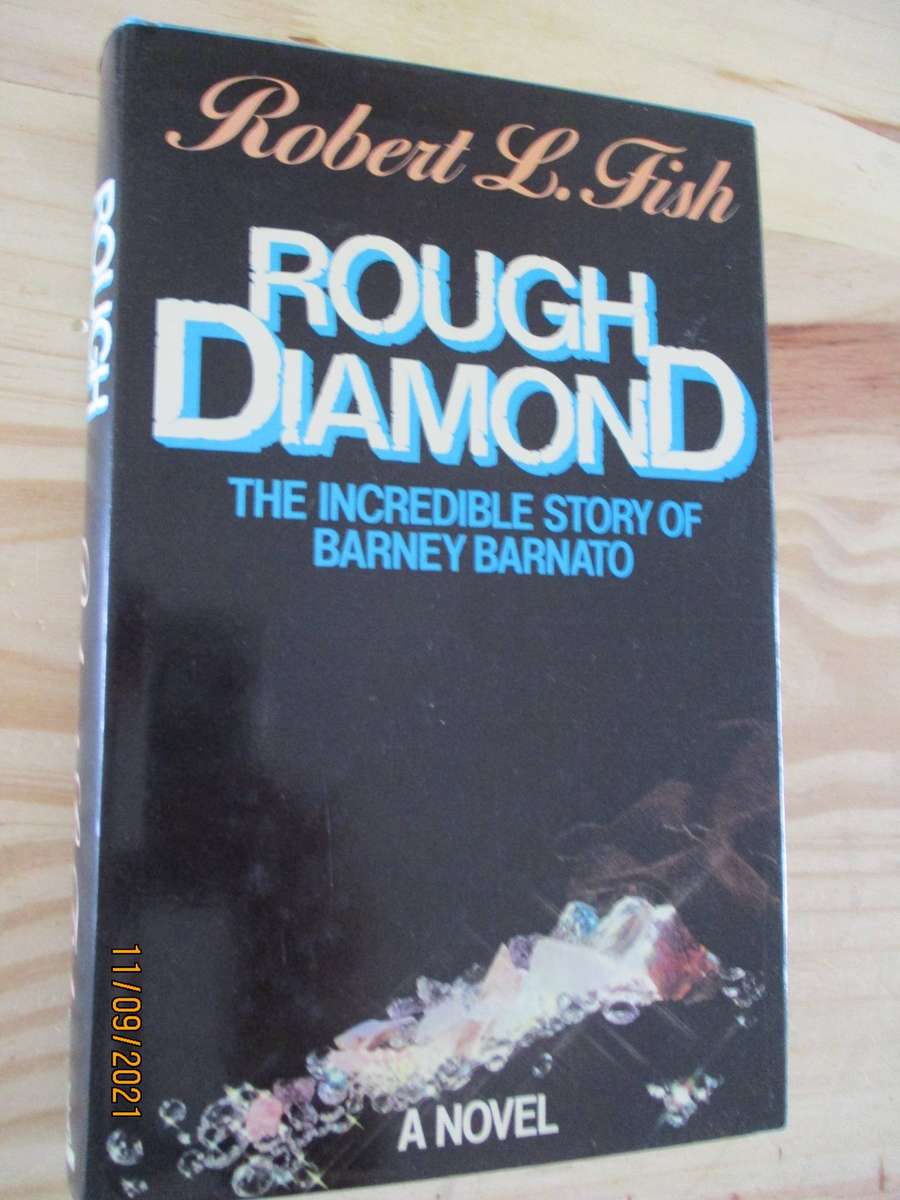 Robert L. Fish
ROUGH
DIAMOND
THE INCREDIBLE STORY OF
BARNEY BARNATO
A NOVEL
ROUGH
11/09/2021